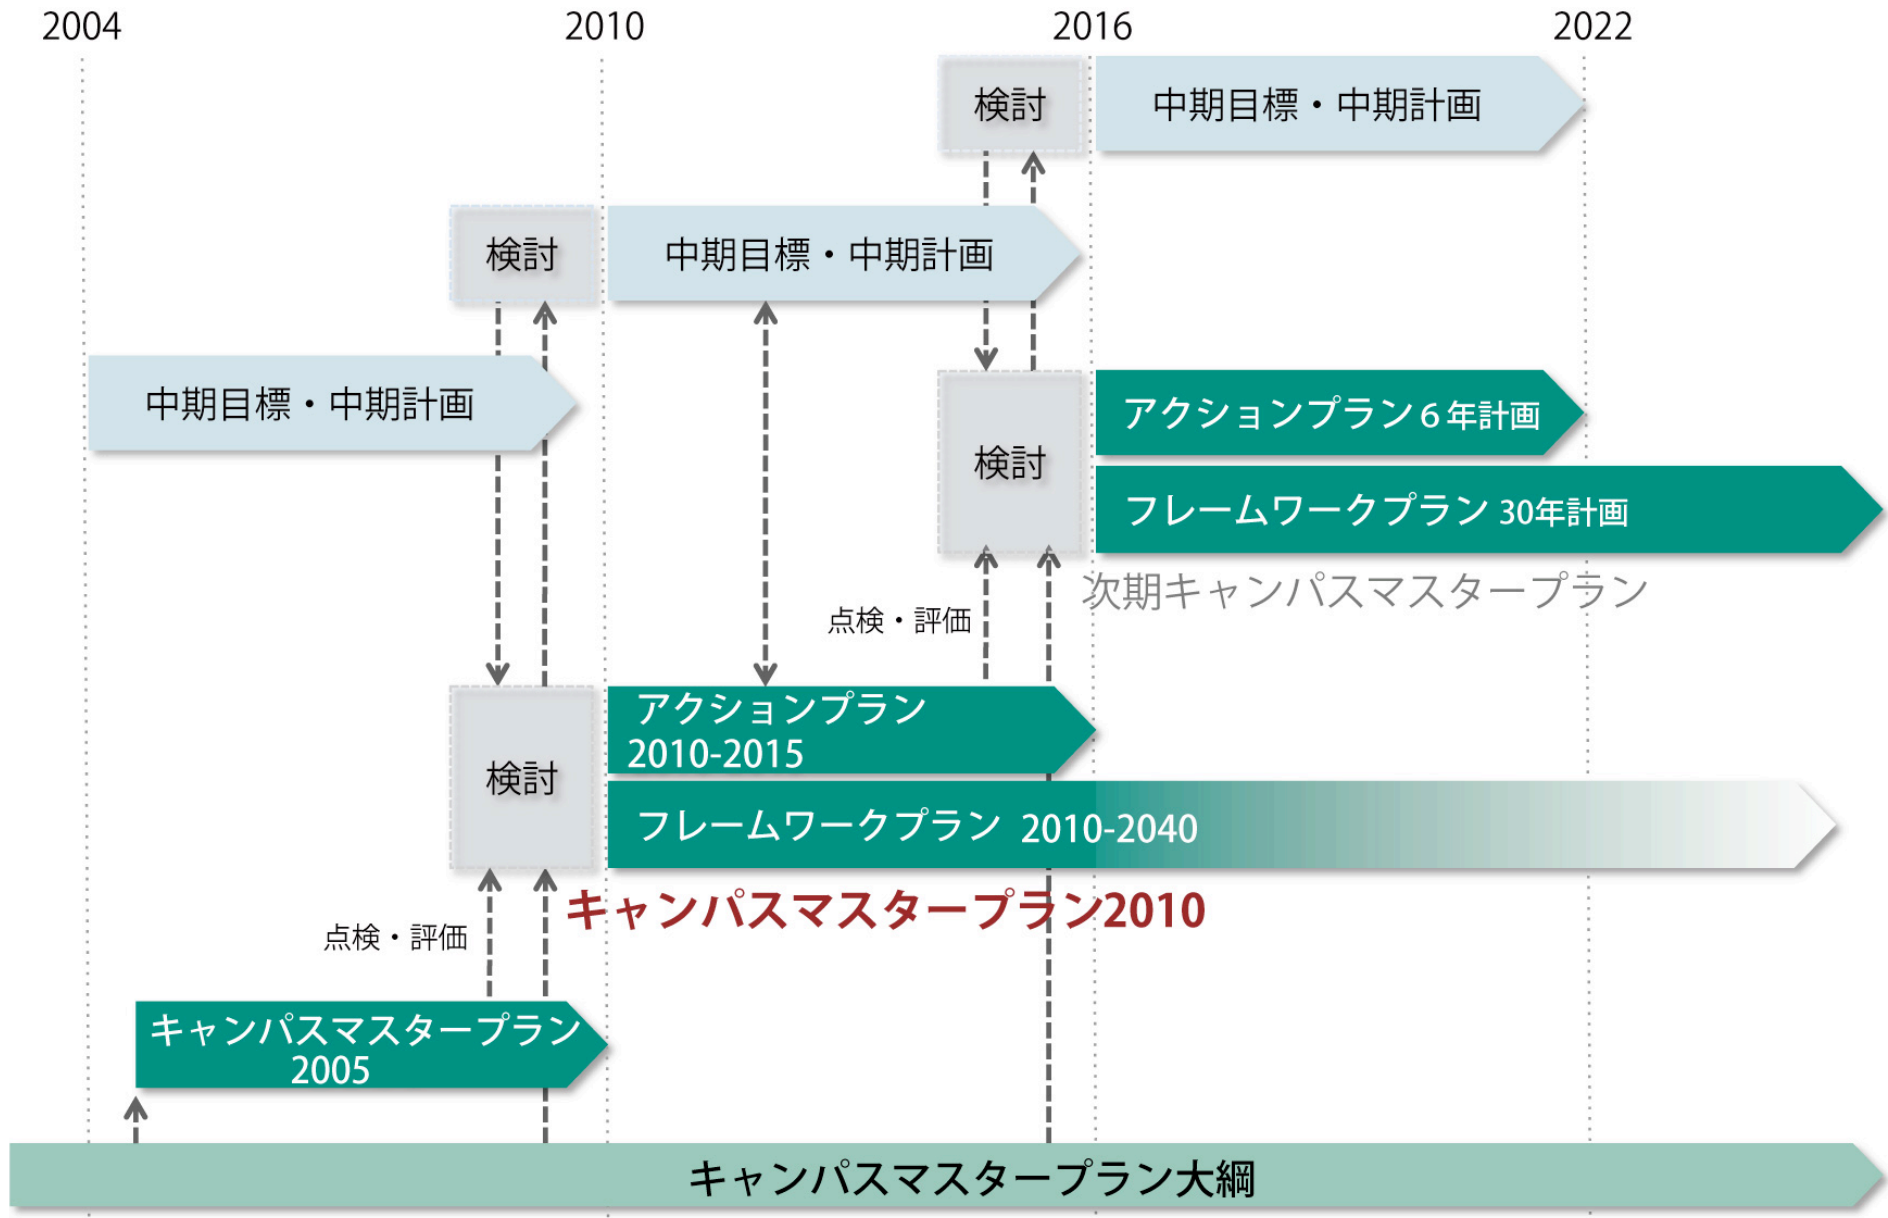 2004
2010
2016
2022
検討
中期目標・中期計画
検討
中期目標・中期計画
中期目標・中期計画
アクションプラン 6 年計画
検討
フレームワークプラン 30年計画
次期キャンパスマスタープラン
点検・評価
アクションプラン
2010-2015
検討
フレームワークプラン 2010-2040
キャンパスマスタープラン2010
点検・評価
キャンパスマスタープラン
2005
キャンパスマスタープラン大綱